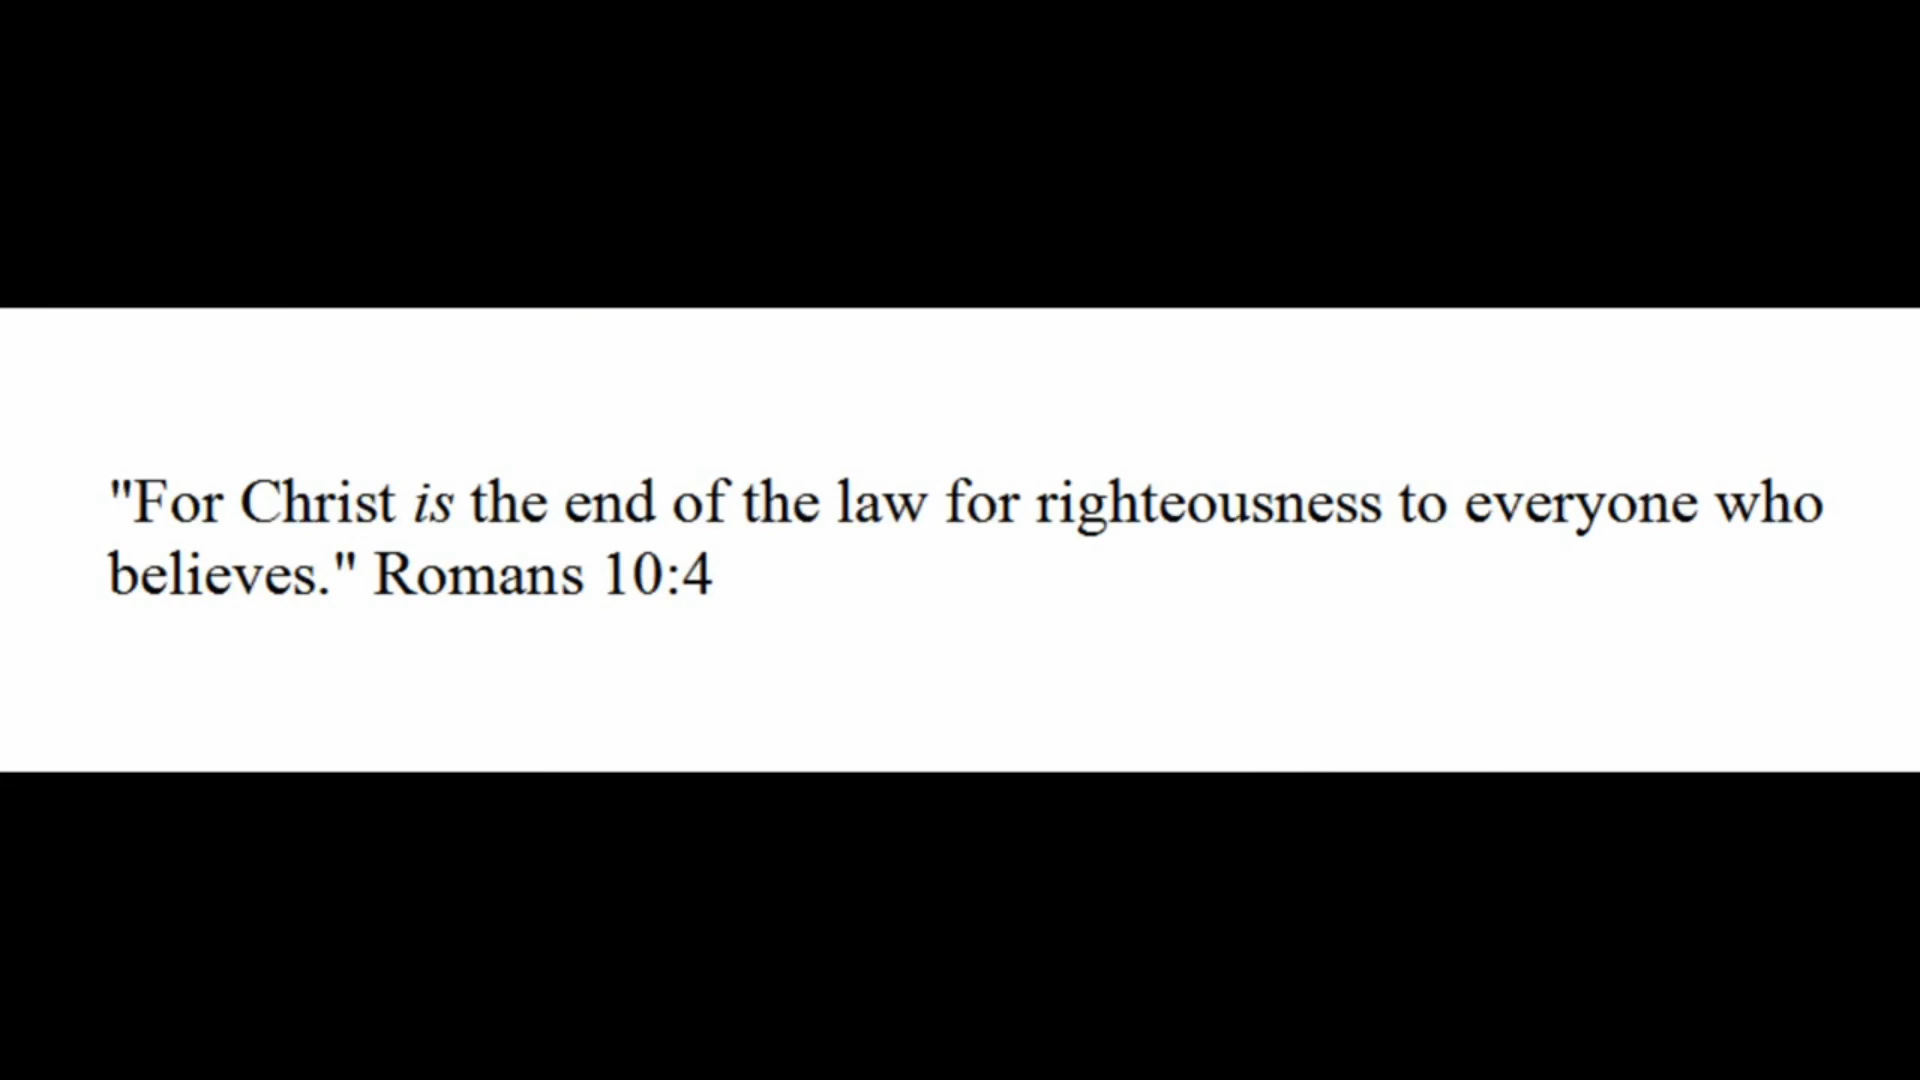 "For Christ is the end of the law for righteousness to everyone who
believes." Romans 10:4